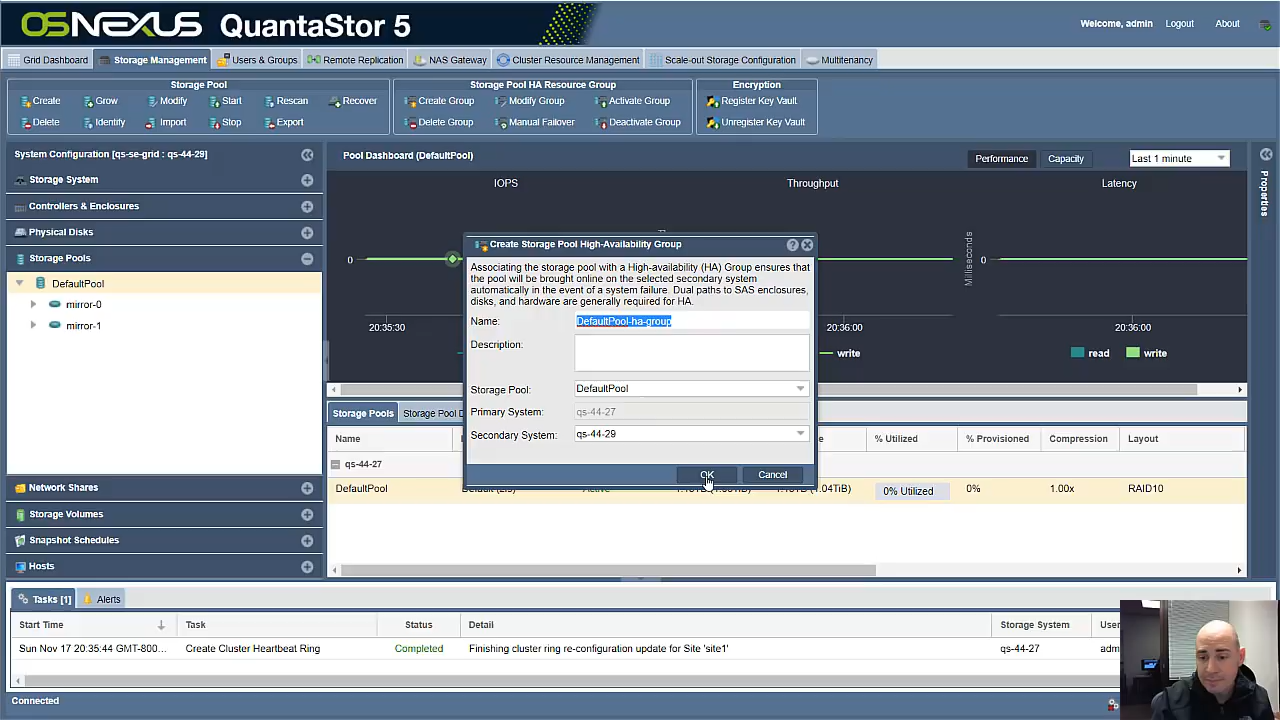 OSNEXUS QuantaStor 5
Welcome, admin Logout About
Grid Dashboard Storage Management Users & Groups Remote Replication NAS Gateway Cluster Resource Management Scale-out Storage Configuration Multitenancy
Storage Pool Storage Pool HA Resource Group Encryption
Create Grow Modify Start Rescan Recover Create Group Modify Group Activate Group Register Key Vault
Delete Identify Import Stop Export Delete Group Manual Failover Deactivate Group Unregister Key Vault
System Configuration [qs-se-grid : qs-44-29]
Storage System
Controllers & Enclosures
Physical Disks
Storage Pools
DefaultPool
mirror-0
mirror-1
Network Shares
Storage Volumes
Snapshot Schedules
Hosts
Pool Dashboard (DefaultPool) Performance Capacity Last 1 minute
Properties
IOPS Throughput Latency
0 Milliseconds 0
20:35:30 20:36:00 20:36:00
write read write
Create Storage Pool High-Availability Group
Associating the storage pool with a High-availability (HA) Group ensures that
the pool will be brought online on the selected secondary system
automatically in the event of a system failure. Dual paths to SAS enclosures,
disks, and hardware are generally required for HA.
Name: DefaultPool-ha-group
Description:
Storage Pool: DefaultPool
Primary System: qs-44-27
Secondary System: qs-44-29
OK Cancel
Storage Pools Storage Pool D
Name % Utilized % Provisioned Compression Layout
qs-44-27
DefaultPool 0% Utilized 0% 1.00x RAID10
Tasks [1] Alerts
Start Time Task Status Detail Storage System User
Sun Nov 17 20:35:44 GMT-800... Create Cluster Heartbeat Ring Completed Finishing cluster ring re-configuration update for Site 'site1' qs-44-27 adm
Connected